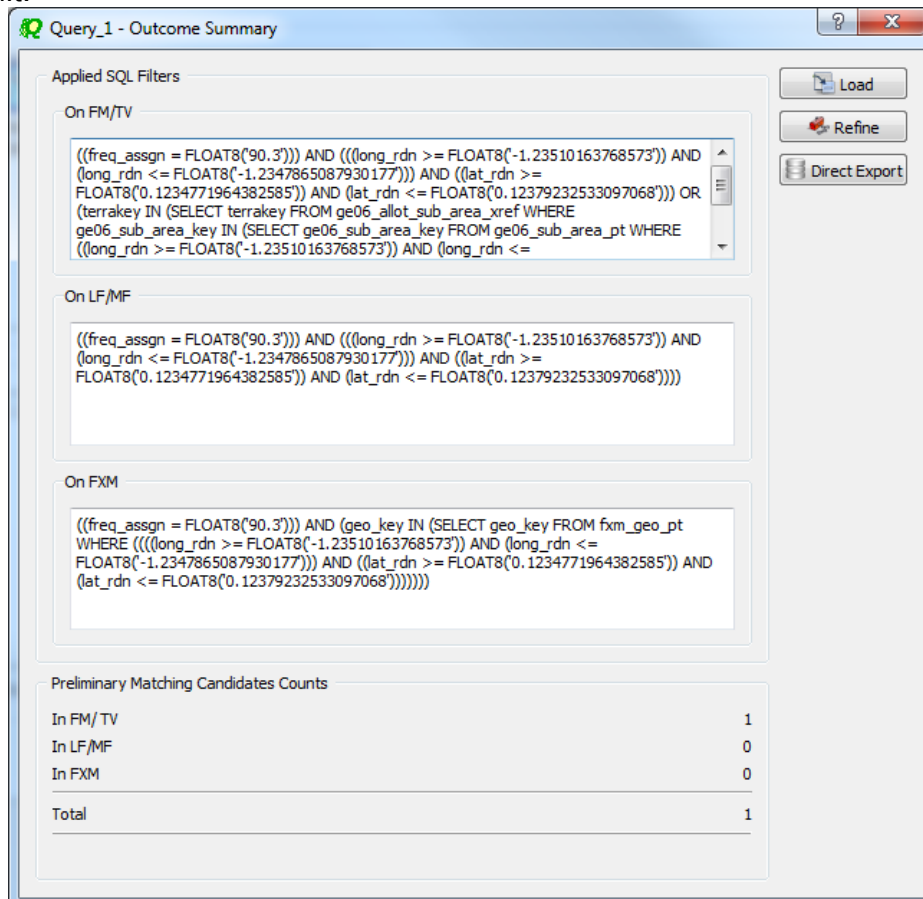 Query_1 - Outcome Summary
Applied SQL Filters
Load
On FM/TV
Refine
((freq_assgn = FLOAT8('90.3'))) AND (((long_rdn >= FLOAT8('-1.23510163768573')) AND
(long_rdn <= FLOAT8('-1.2347865087930177'))) AND ((lat_rdn >=
Direct Export
FLOAT8('0.1234771964382585')) AND (lat_rdn <= FLOAT8('0.12379232533097068'))) OR
(terrakey IN (SELECT terrakey FROM ge06_allot_sub_area_xref WHERE
ge06_sub_area_key IN (SELECT ge06_sub_area_key FROM ge06_sub_area_pt WHERE
((long_rdn >= FLOAT8('-1.23510163768573')) AND (long_rdn <=
On LF/MF
((freq_assgn = FLOAT8('90.3'))) AND (((long_rdn >= FLOAT8('-1.23510163768573')) AND
(long_rdn <= FLOAT8('-1.2347865087930177'))) AND ((lat_rdn >=
FLOAT8('0.1234771964382585')) AND (lat_rdn <= FLOAT8('0.12379232533097068'))))
On FXM
((freq_assgn = FLOAT8('90.3'))) AND (geo_key IN (SELECT geo_key FROM fxm_geo_pt
WHERE ((((long_rdn >= FLOAT8('-1.23510163768573')) AND (long_rdn <=
FLOAT8('-1.2347865087930177'))) AND ((lat_rdn >= FLOAT8('0.1234771964382585')) AND
(lat_rdn <= FLOAT8('0.12379232533097068')))))))
Preliminary Matching Candidates Counts
In FM/ TV 1
In LF/MF 0
In FXM 0
Total 1